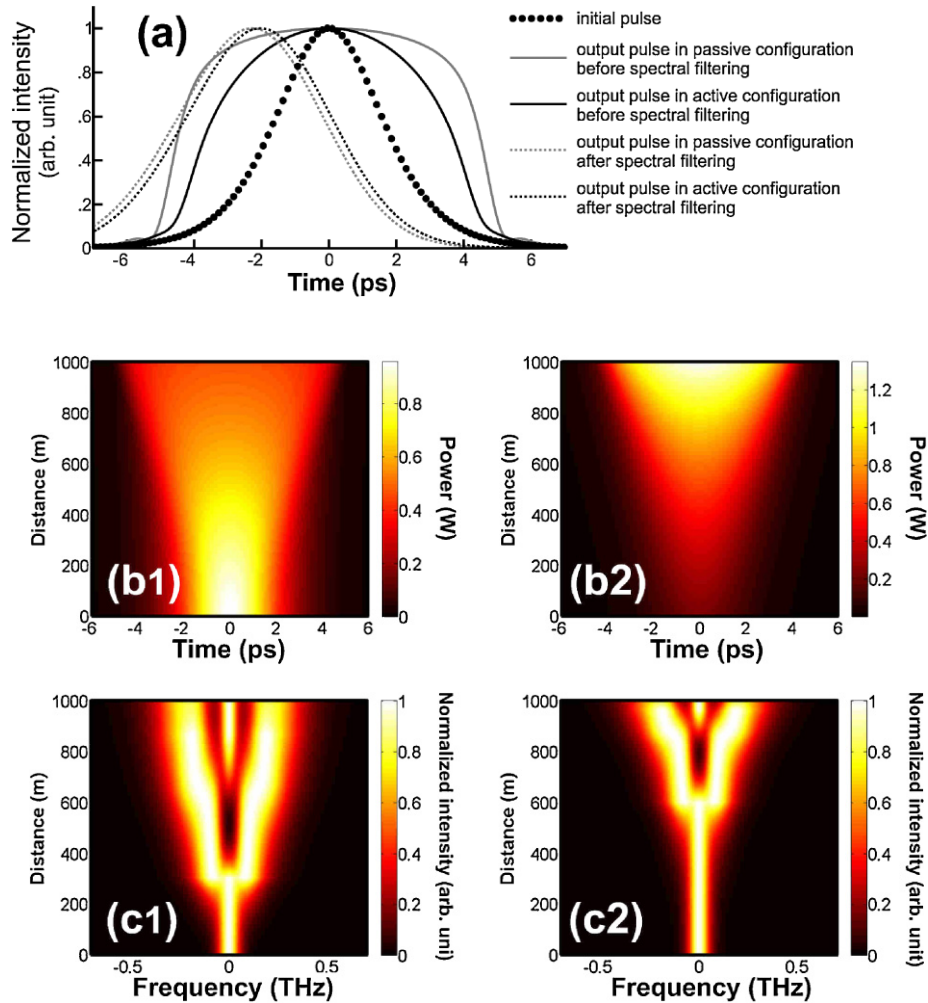 (a)
Normalized intensity
(arb. unit)
1
.8
.6
.4
.2
0
-6 -4 -2 0 2 4 6
Time (ps)
initial pulse
output pulse in passive configuration
before spectral filtering
output pulse in active configuration
before spectral filtering
output pulse in passive configuration
after spectral filtering
output pulse in active configuration
after spectral filtering
Distance (m)
1000
800
600
400
200
0
(b1)
-6 -4 -2 0 2 4 6
Time (ps)
0.8
0.6
0.4
0.2
0
Power (W)
Distance (m)
1000
800
600
400
200
0
(b2)
-6 -4 -2 0 2 4 6
Time (ps)
1.2
1
0.8
0.6
0.4
0.2
Power (W)
Distance (m)
1000
800
600
400
200
0
(c1)
-0.5 0 0.5
Frequency (THz)
1
0.8
0.6
0.4
0.2
0
Normalized intensity (arb. unit)
Distance (m)
1000
800
600
400
200
0
(c2)
-0.5 0 0.5
Frequency (THz)
1
0.8
0.6
0.4
0.2
0
Normalized intensity (arb. unit)